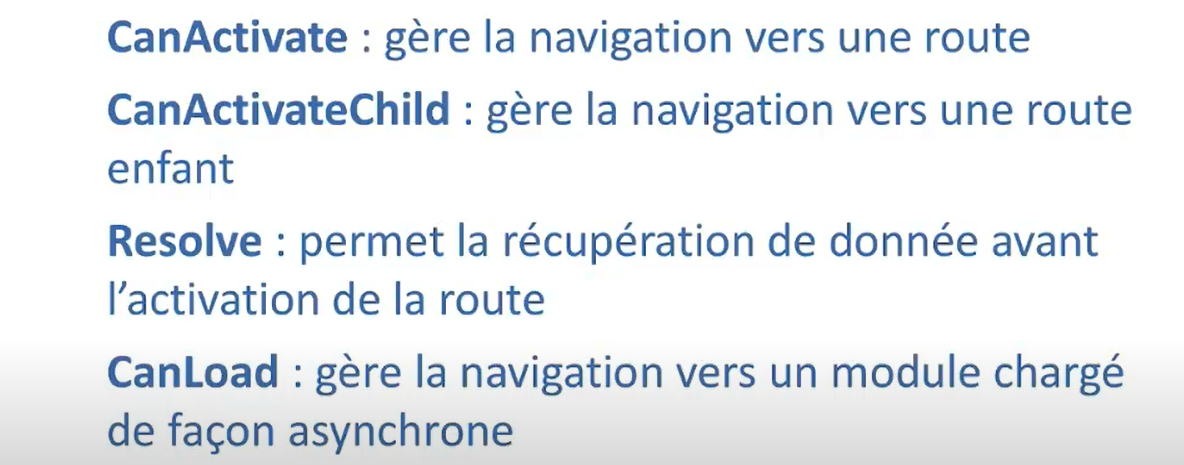 CanActivate : gère la navigation vers une route
CanActivateChild : gère la navigation vers une route
enfant
Resolve : permet la récupération de donnée avant
l’activation de la route
CanLoad : gère la navigation vers un module chargé
de façon asynchrone